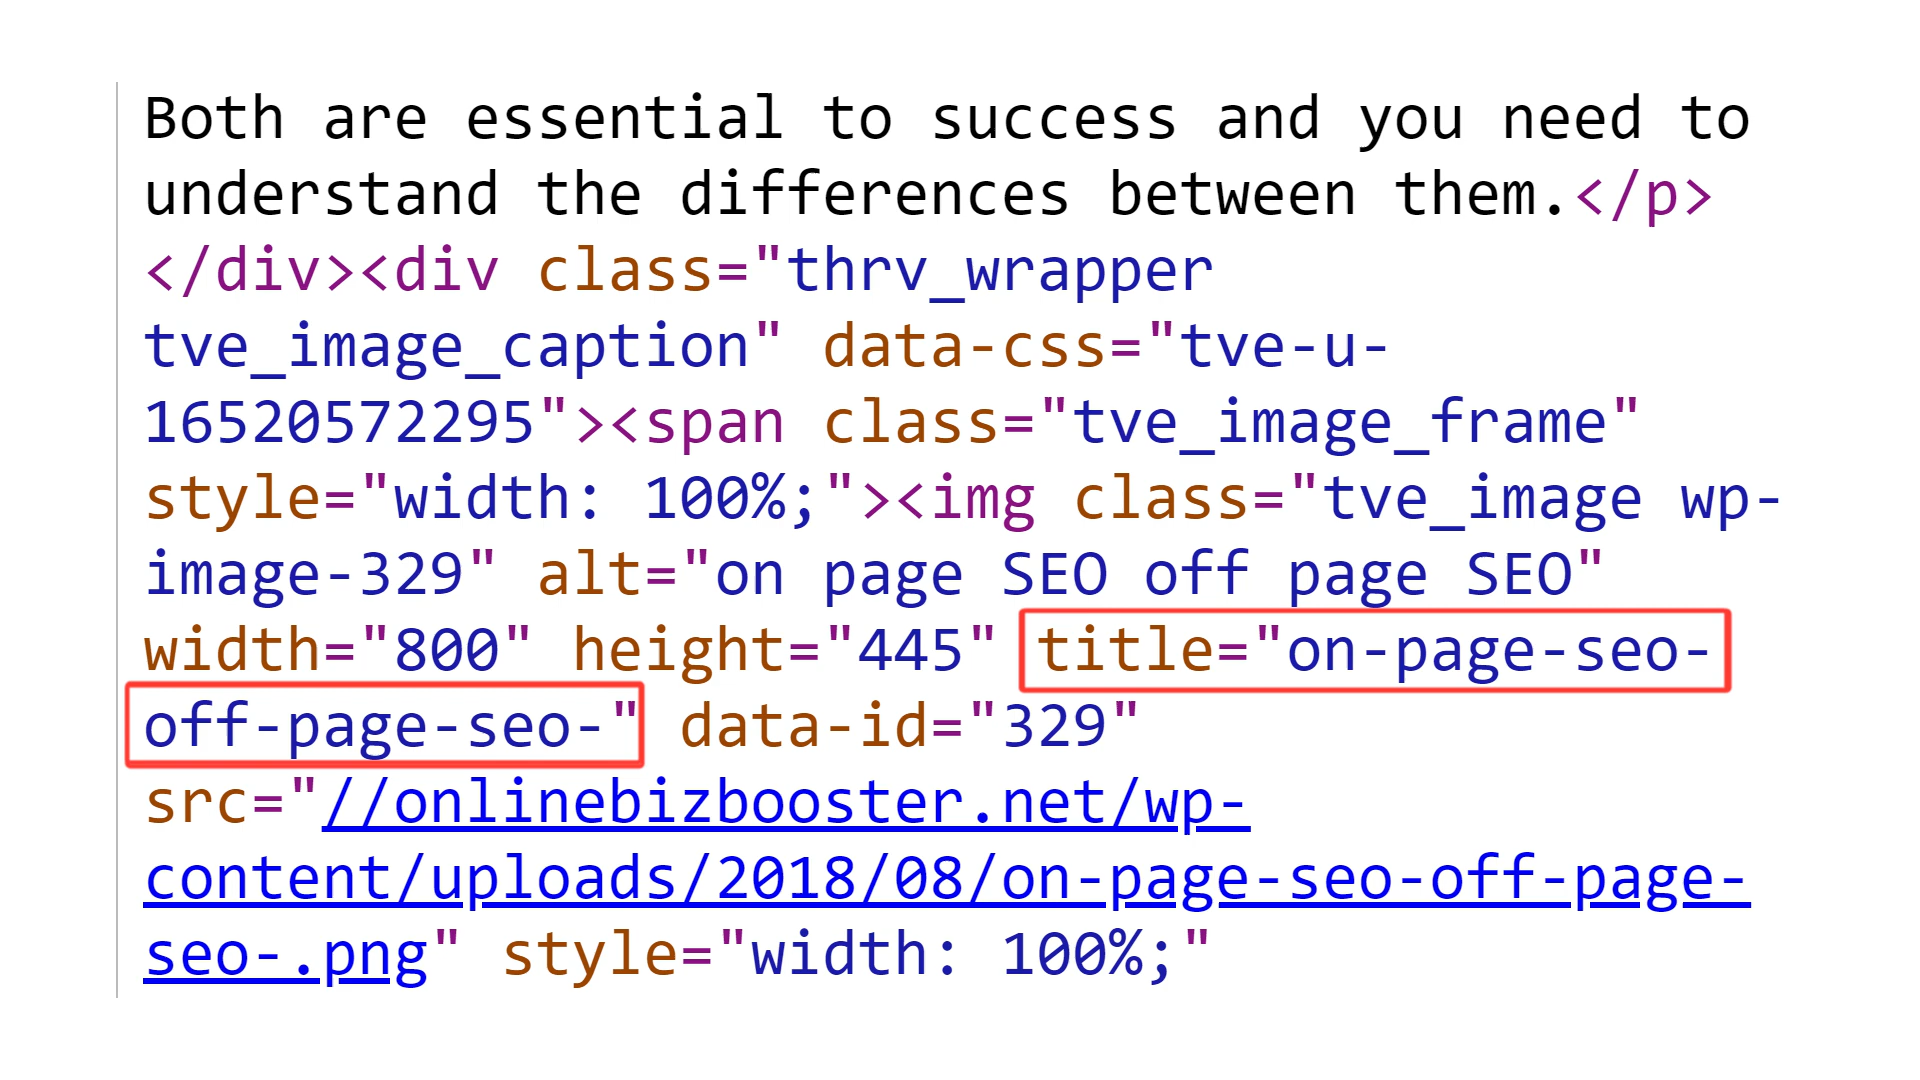 Both are essential to success and you need to
understand the differences between them.</p>
</div><div class="thrv_wrapper
tve_image_caption" data-css="tve-u-
16520572295"><span class="tve_image_frame"
style="width: 100%;"><img class="tve_image wp-
image-329" alt="on page SEO off page SEO"
width="800" height="445" title="on-page-seo-
off-page-seo-" data-id="329"
src="//onlinebizbooster.net/wp-
content/uploads/2018/08/on-page-seo-off-page-
seo-.png" style="width: 100%;"